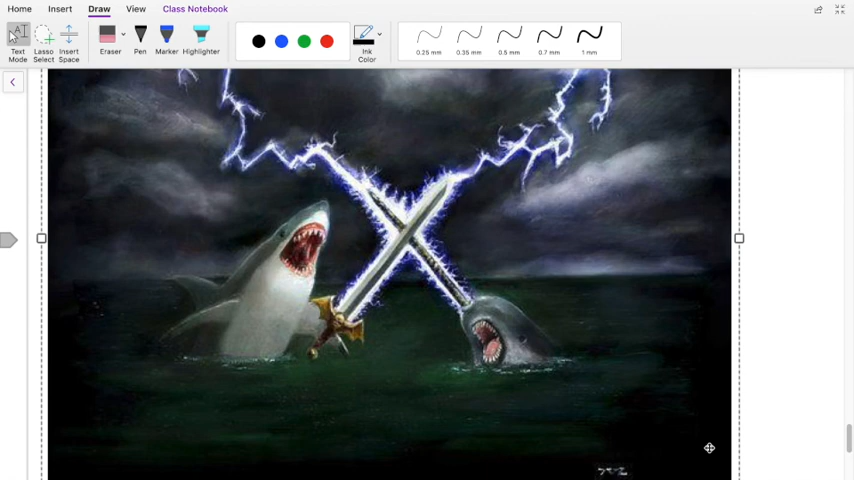 Home Insert Draw View Class Notebook
Text Mode
Lasso Select
Insert Space
Eraser
Pen
Marker
Highlighter
Ink Color
0.25 mm 0.35 mm 0.5 mm 0.7 mm 1 mm